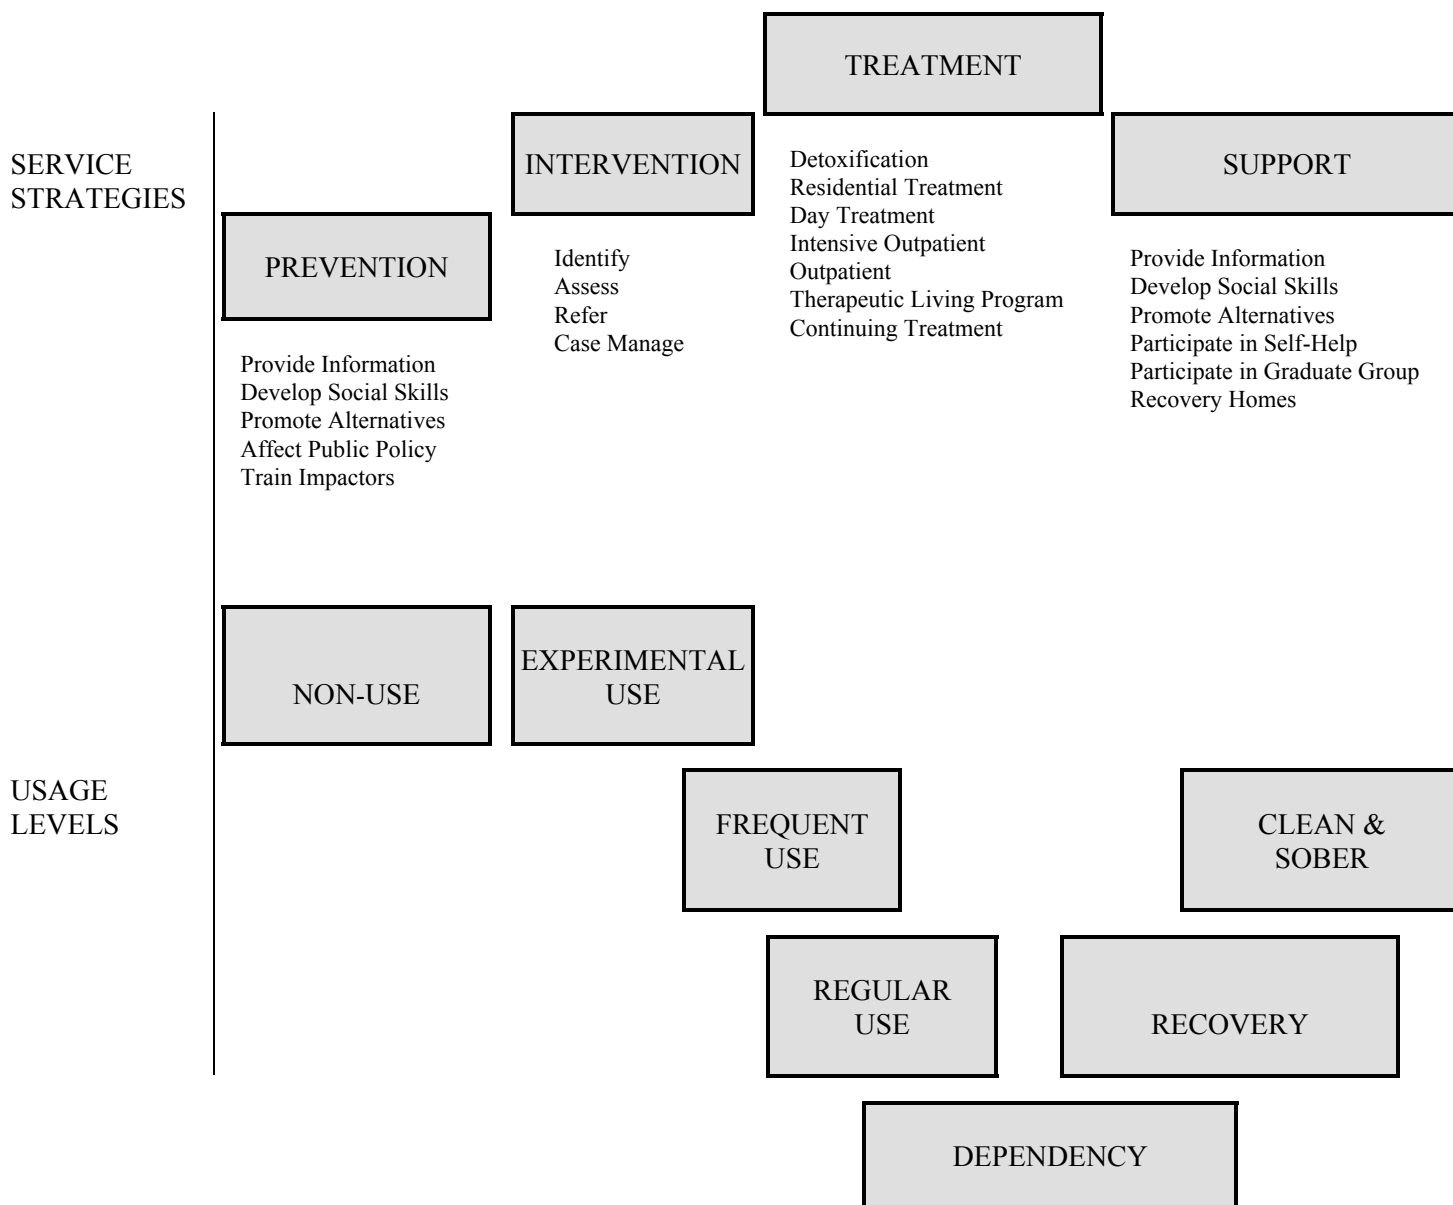 TREATMENT
SERVICE
STRATEGIES
INTERVENTION
SUPPORT
PREVENTION
Detoxification
Residential Treatment
Day Treatment
Intensive Outpatient
Outpatient
Therapeutic Living Program
Continuing Treatment
Identify
Assess
Refer
Case Manage
Provide Information
Develop Social Skills
Promote Alternatives
Participate in Self-Help
Participate in Graduate Group
Recovery Homes
Provide Information
Develop Social Skills
Promote Alternatives
Affect Public Policy
Train Impactors
NON-USE
EXPERIMENTAL
USE
USAGE
LEVELS
FREQUENT
USE
CLEAN &
SOBER
REGULAR
USE
RECOVERY
DEPENDENCY